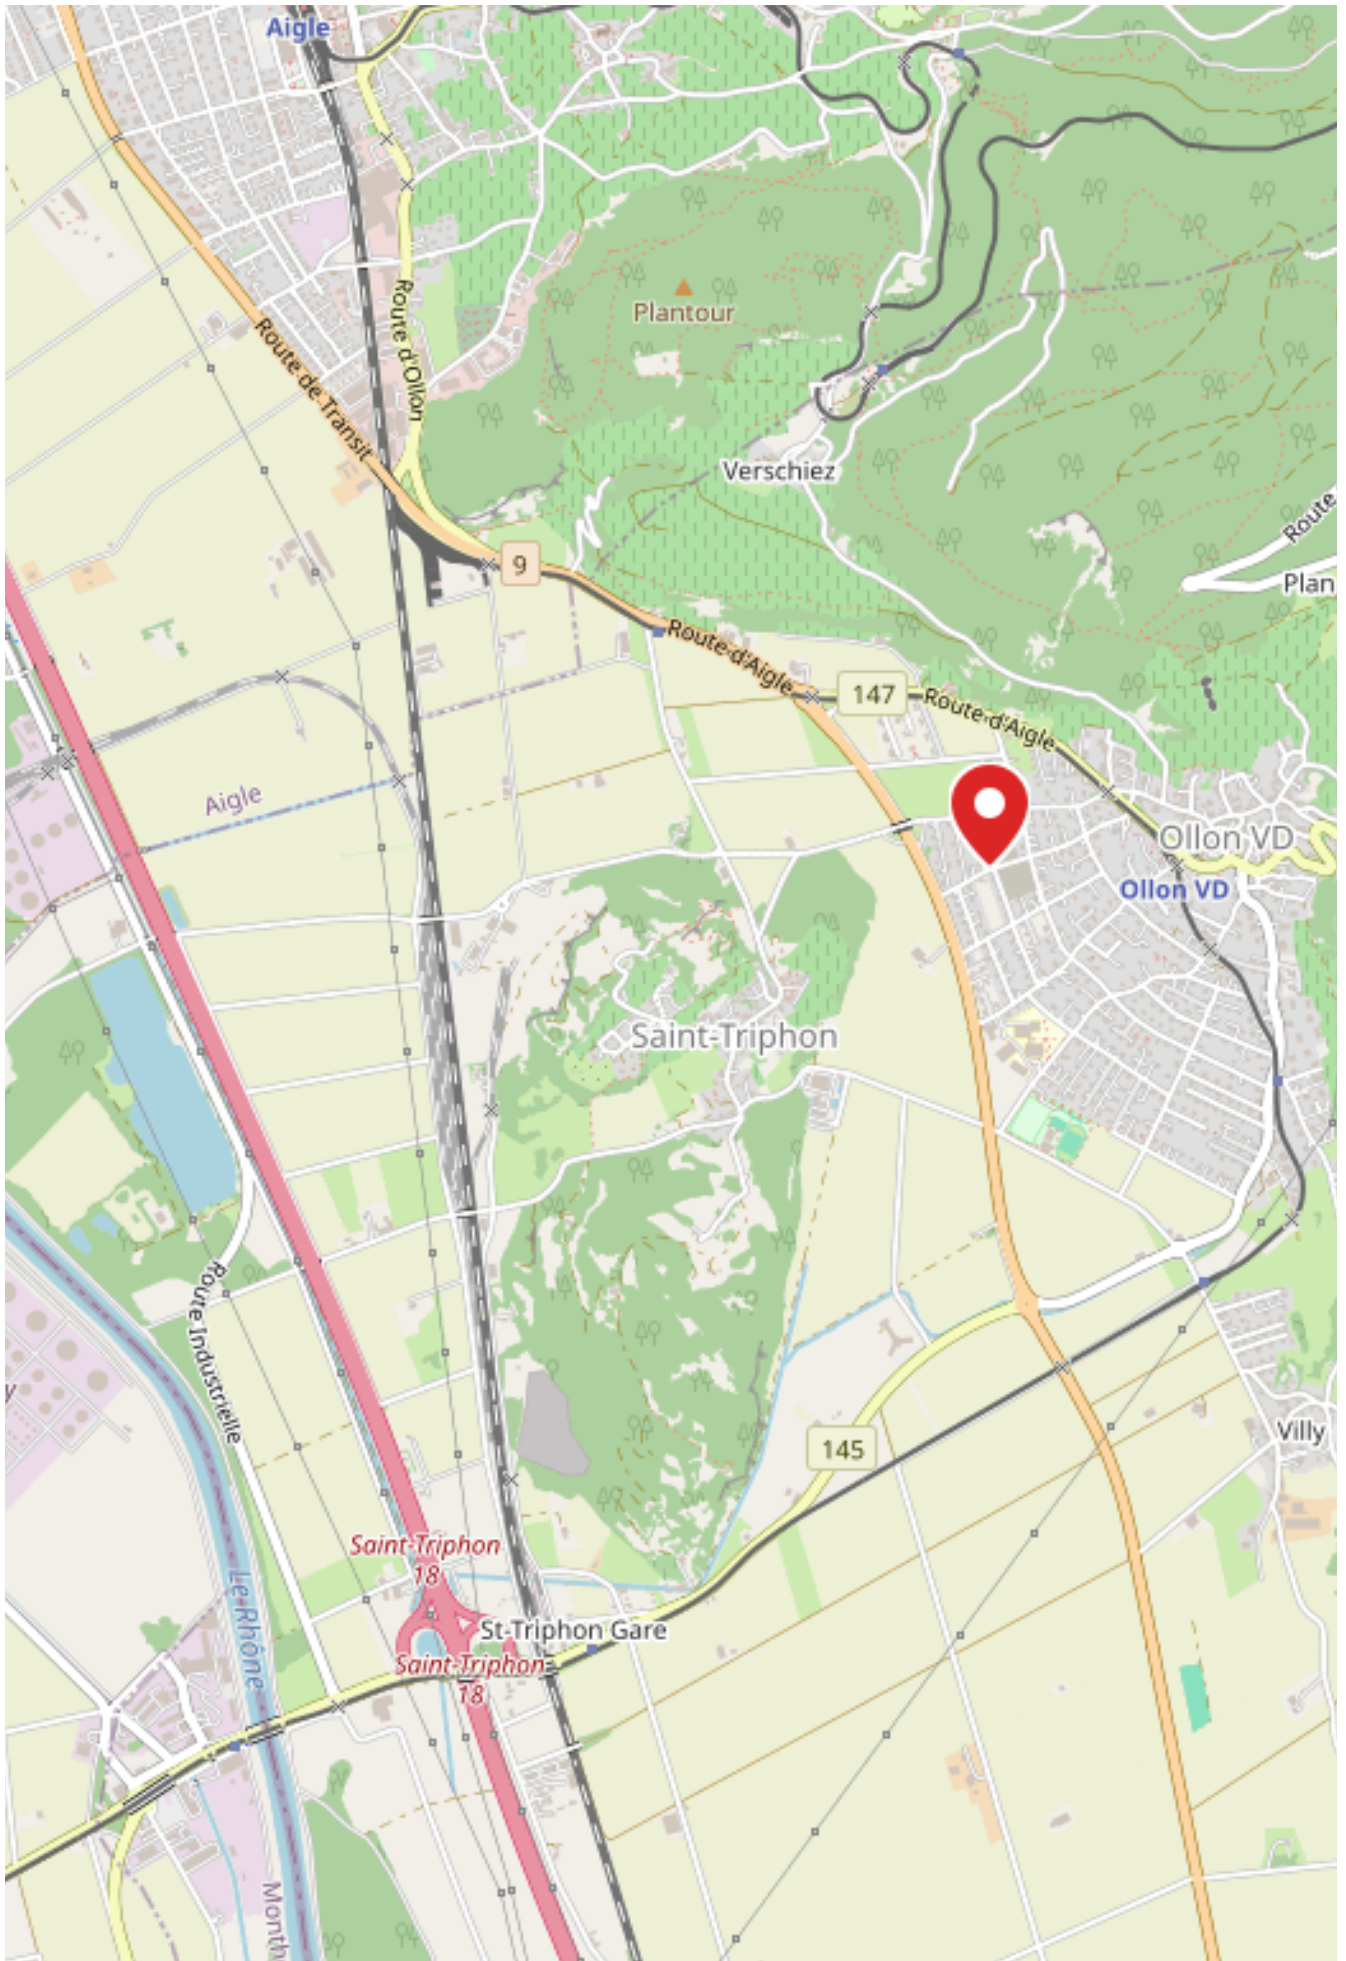 Aigle
Plantour
Route d'Ollon
Route de Transit
Verschiez
Route
Plan
9
Route d'Aigle
147
Route d'Aigle
Aigle
Ollon VD
Ollon VD
Saint-Triphon
Route Industrielle
y
145
Villy
Saint-Triphon
18
Le Rhône
St-Triphon Gare
Saint-Triphon
18
Month